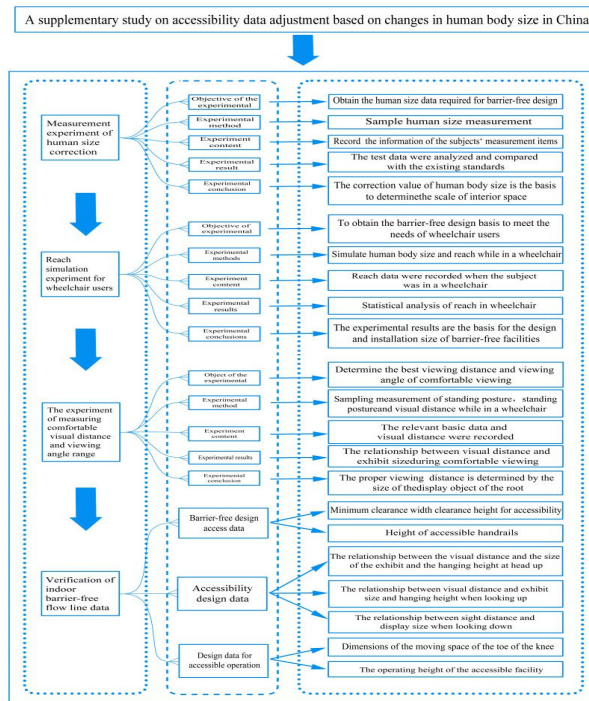 A supplementary study on accessibility data adjustment based on changes in human body size in China
Measurement
experiment of
human size
correction
Objective of the
experimental
Obtain the human size data required for barrier-free design
Experimental
method
Sample human size measurement
Experiment
content
Record the information of the subjects' measurement items
Experimental
result
The test data were analyzed and compared
with the existing standards
Experimental
conclusion
The correction value of human body size is the basis
to determinethe scale of interior space
Reach
simulation
experiment for
wheelchair users
Objective of
experimental
To obtain the barrier-free design basis to meet the
needs of wheelchair users
Experimental
methods
Simulate human body size and reach while in a wheelchair
Experiment
content
Reach data were recorded when the subject
was in a wheelchair
Experimental
results
Statistical analysis of reach in wheelchair
Experimental
conclusions
The experimental results are the basis for the design
and installation size of barrier-free facilities
The experiment
of measuring
comfortable
visual distance
and viewing
angle range
Object of the
experimental
Determine the best viewing distance and viewing
angle of comfortable viewing
Experimental
method
Sampling measurement of standing posture, standing
postureand visual distance while in a wheelchair
Experiment
content
The relevant basic data and
visual distance were recorded
Experimental results
The relationship between visual distance and
exhibit sizeduring comfortable viewing
Experimental
conclusion
The proper viewing distance is determined by the
size of thedisplay object of the root
Verification of
indoor
barrier-free
flow line data
Barrier-free design
access data
Minimum clearance width clearance height for accessibility
Height of accessible handrails
Accessibility
design data
The relationship between the visual distance and the size
of the exhibit and the hanging height at head up
The relationship between visual distance and exhibit
size and hanging height when looking up
The relationship between sight distance and
display size when looking down
Design data for
accessible operation
Dimensions of the moving space of the toe of the knee
The operating height of the accessible facility